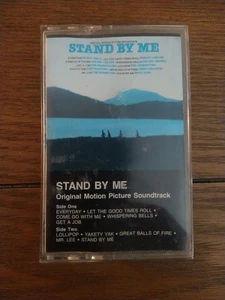 STAND BY ME
STAND BY ME
Original Motion Picture Soundtrack
Side One
EVERYDAY • LET THE GOOD TIMES ROLL •
COME GO WITH ME • WHISPERING BELLS •
GET A JOB
Side Two
LOLLIPOP • YAKETY YAK • GREAT BALLS OF FIRE •
MR. LEE • STAND BY ME